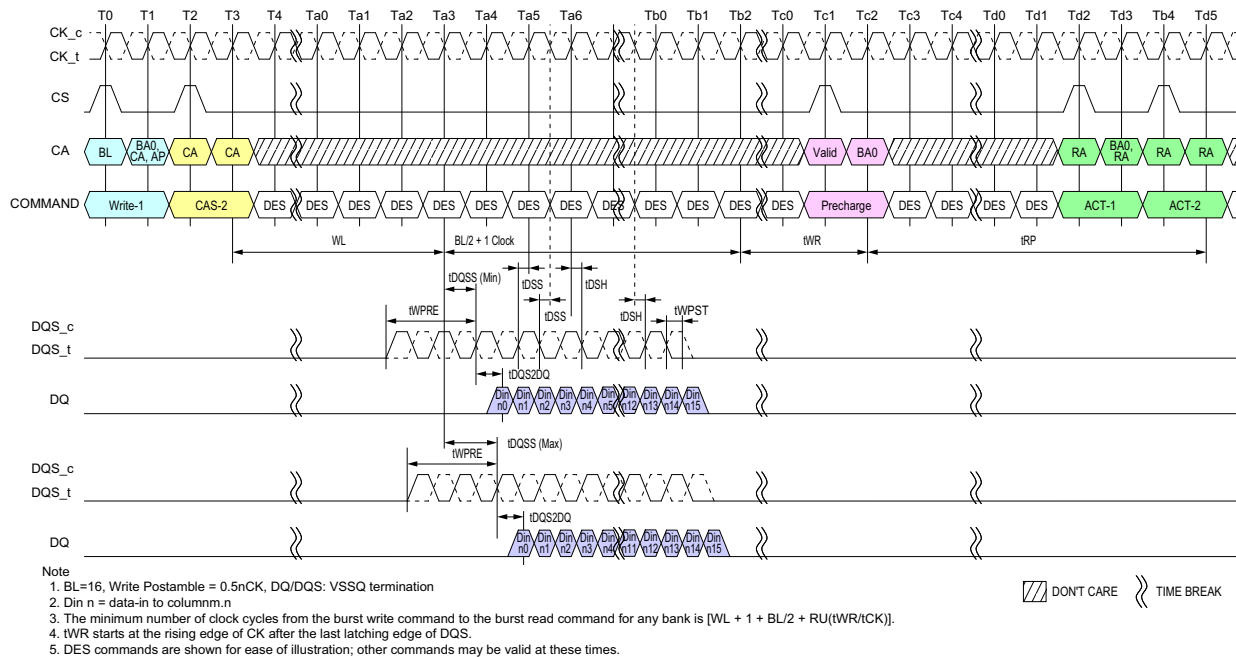 T0 T1 T2 T3 T4 Ta0 Ta1 Ta2 Ta3 Ta4 Ta5 Ta6 Tb0 Tb1 Tb2 Tc0 Tc1 Tc2 Tc3 Tc4 Td0 Td1 Td2 Td3 Tb4 Td5
CK_c
CK_t
CS
CA BL BA0, CA, AP CA CA Valid BA0 RA BA0, RA RA RA
COMMAND Write-1 CAS-2 DES DES DES DES DES DES DES DES DES DES DES DES DES Precharge DES DES DES DES ACT-1 ACT-2
WL BL/2 + 1 Clock tWR tRP
tDQSS (Min) tDSS tDSH
tWPRE tDSS tDSH tWPST
DQS_c
DQS_t
tDQS2DQ
DQ Din n0 Din n1 Din n2 Din n3 Din n4 Din n5 Din n12 Din n13 Din n14 Din n15
tDQSS (Max)
tWPRE
DQS_c
DQS_t
tDQS2DQ
DQ Din n0 Din n1 Din n2 Din n3 Din n4 Din n11 Din n12 Din n13 Din n14 Din n15
Note
1. BL=16, Write Postamble = 0.5nCK, DQ/DQS: VSSQ termination
2. Din n = data-in to columnm.n
3. The minimum number of clock cycles from the burst write command to the burst read command for any bank is [WL + 1 + BL/2 + RU(tWR/tCK)].
4. tWR starts at the rising edge of CK after the last latching edge of DQS.
5. DES commands are shown for ease of illustration; other commands may be valid at these times.
DON'T CARE TIME BREAK